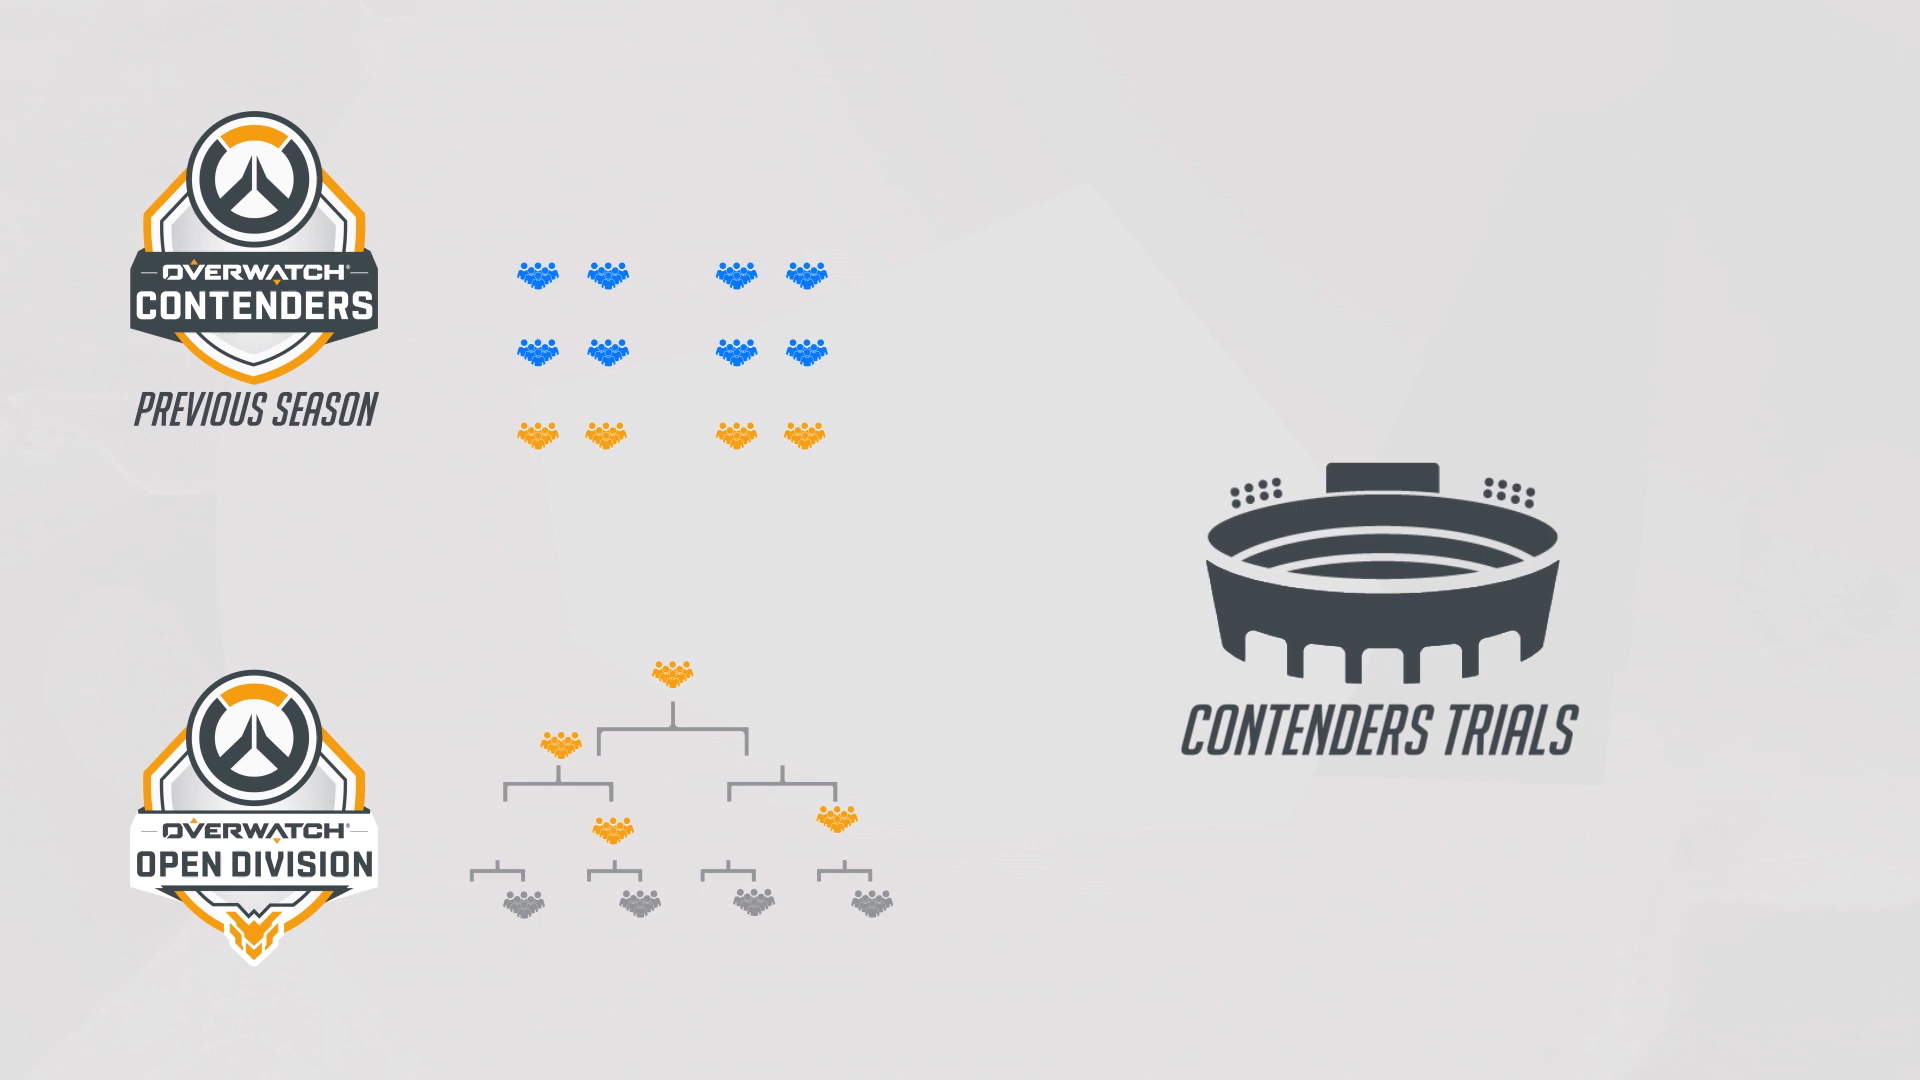 OVERWATCH
CONTENDERS
PREVIOUS SEASON
OVERWATCH
OPEN DIVISION
CONTENDERS TRIALS